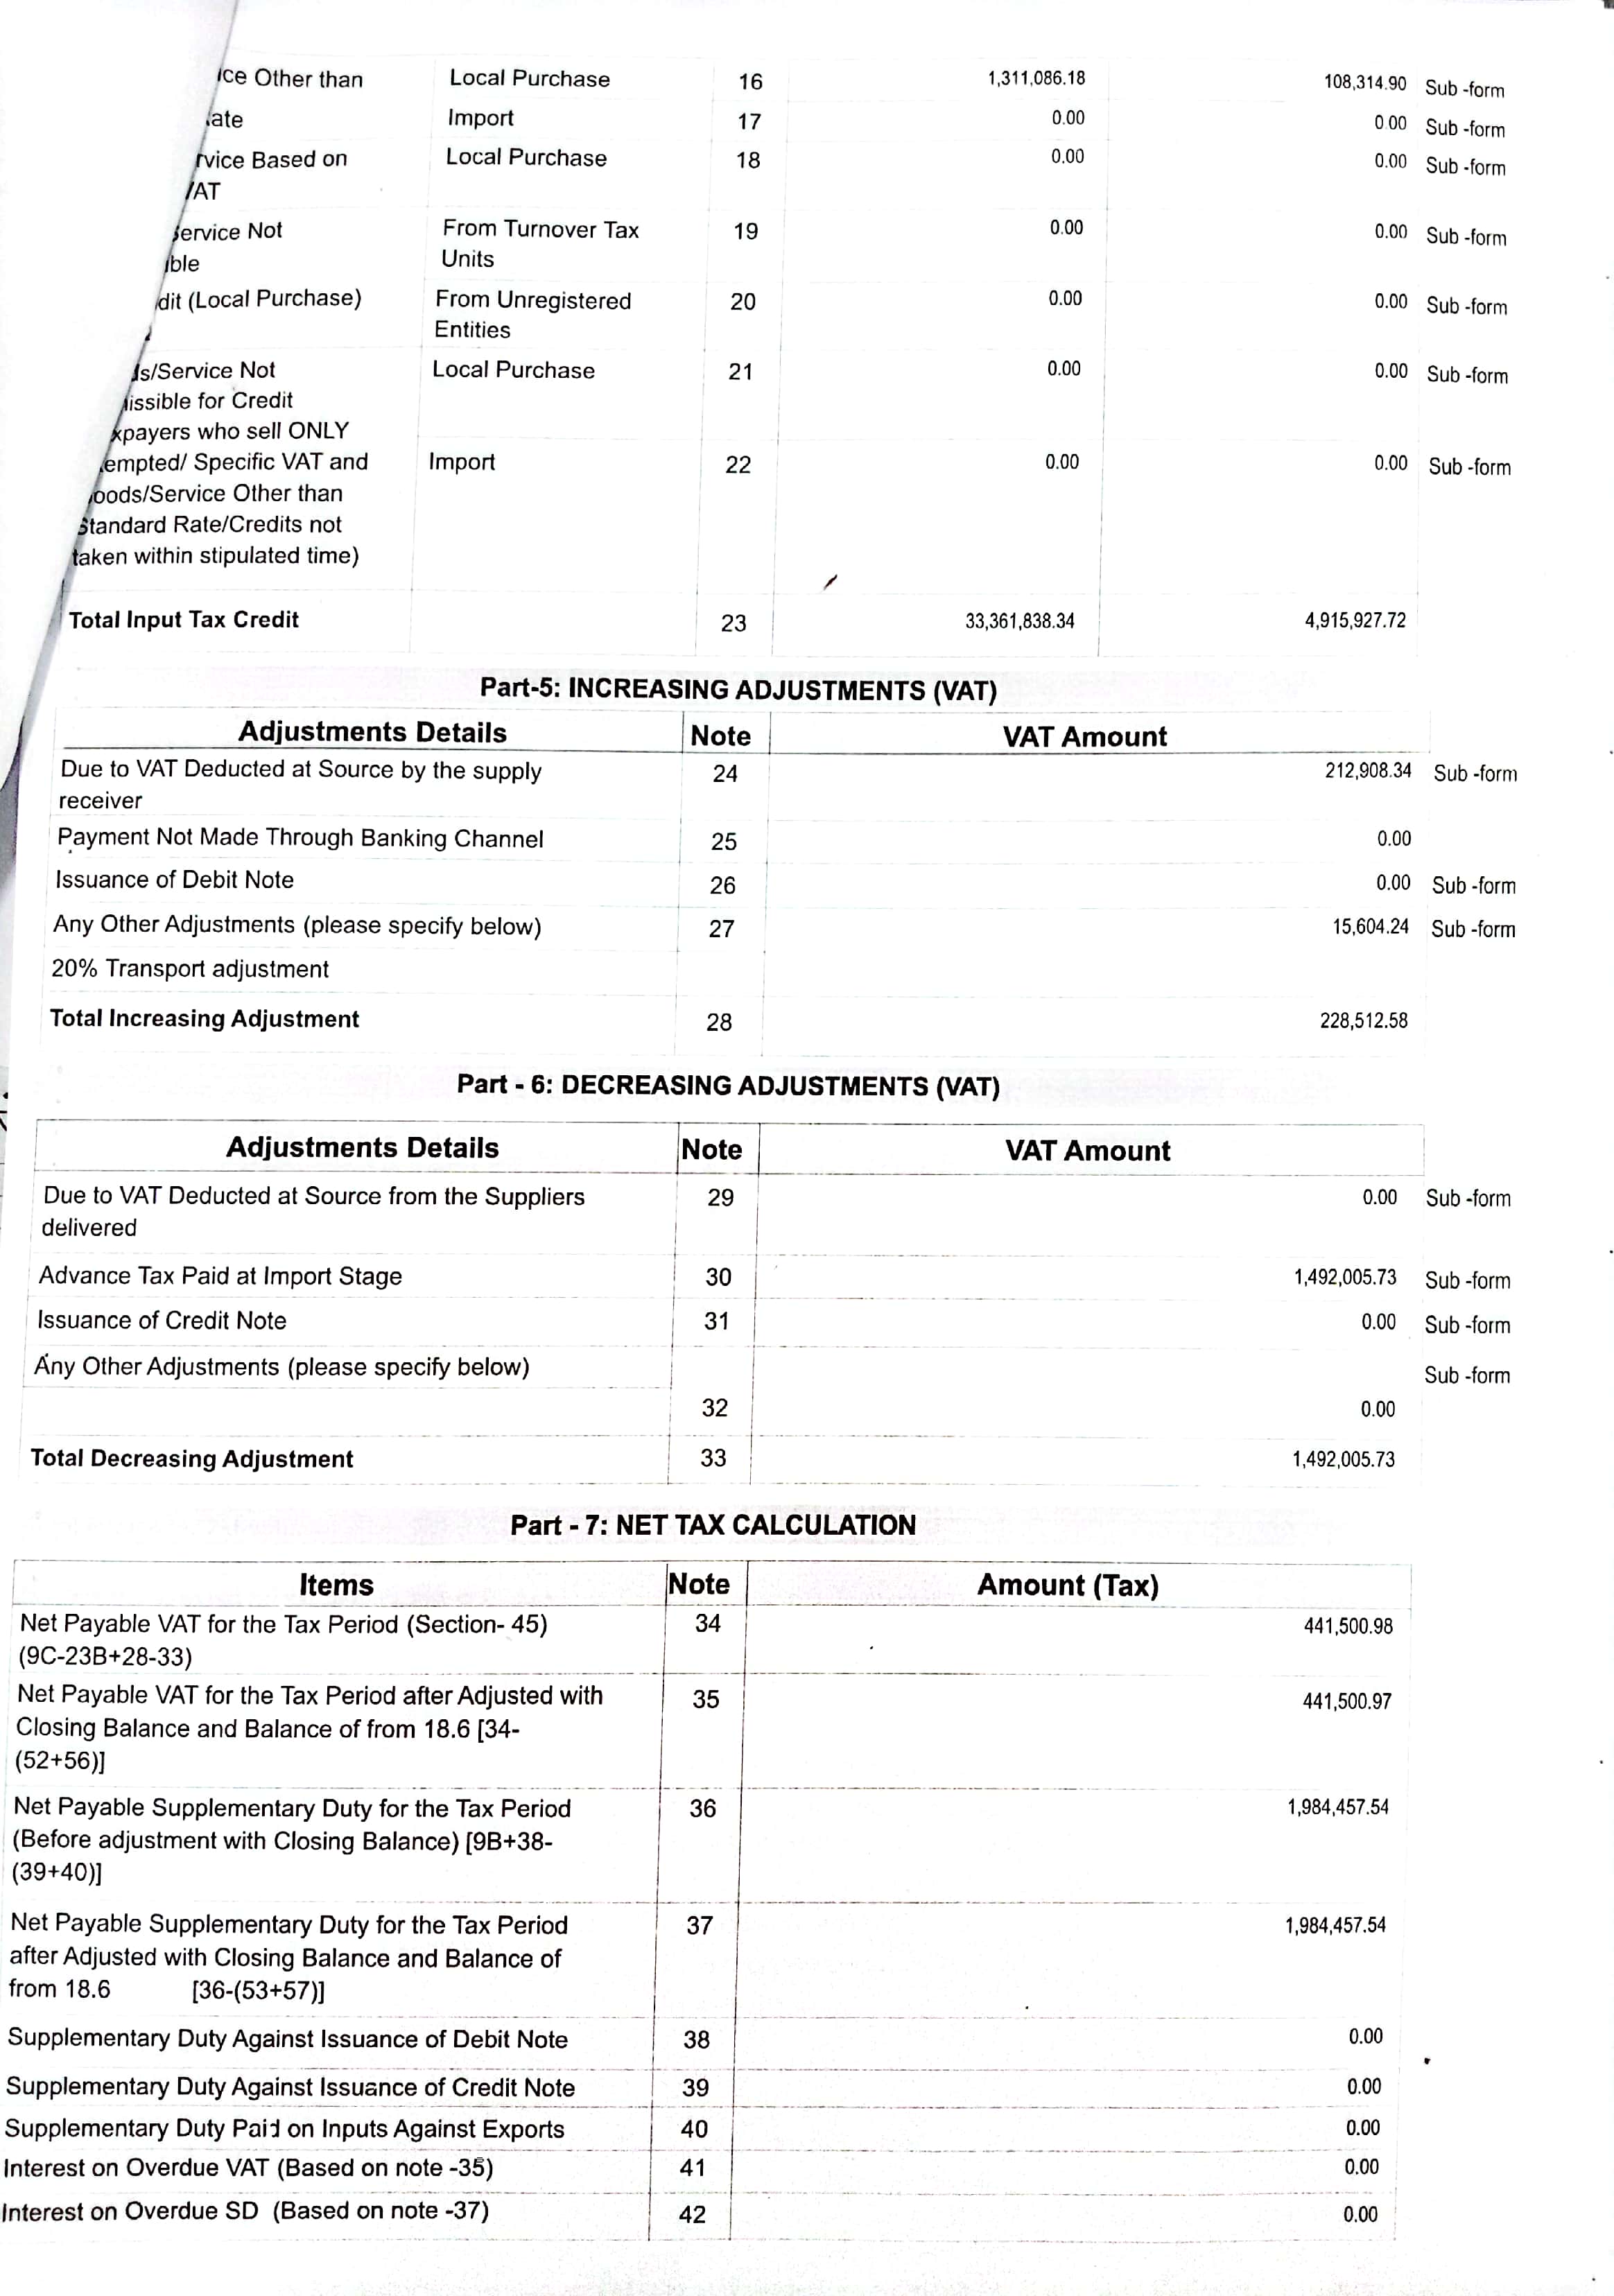 ice Other than Local Purchase 16 1,311,086.18 108,314.90 Sub -form
ate Import 17 0.00 0 00 Sub -form
rvice Based on Local Purchase 18 0.00 0.00 Sub -form
VAT
Service Not From Turnover Tax 19 0.00 0.00 Sub -form
ible Units
dit (Local Purchase) From Unregistered 20 0.00 0.00 Sub -form
Entities
ds/Service Not Local Purchase 21 0.00 0.00 Sub -form
issible for Credit
xpayers who sell ONLY
empted/ Specific VAT and Import 22 0.00 0.00 Sub -form
oods/Service Other than
Standard Rate/Credits not
taken within stipulated time)
Total Input Tax Credit 23 33,361,838.34 4,915,927.72
Part-5: INCREASING ADJUSTMENTS (VAT)
Adjustments Details Note VAT Amount
Due to VAT Deducted at Source by the supply 24 212,908.34 Sub -form
receiver
Payment Not Made Through Banking Channel 25 0.00
Issuance of Debit Note 26 0.00 Sub -form
Any Other Adjustments (please specify below) 27 15,604.24 Sub -form
20% Transport adjustment
Total Increasing Adjustment 28 228,512.58
Part - 6: DECREASING ADJUSTMENTS (VAT)
Adjustments Details Note VAT Amount
Due to VAT Deducted at Source from the Suppliers 29 0.00 Sub -form
delivered
Advance Tax Paid at Import Stage 30 1,492,005.73 Sub -form
Issuance of Credit Note 31 0.00 Sub -form
Any Other Adjustments (please specify below) Sub -form
32 0.00
Total Decreasing Adjustment 33 1,492,005.73
Part - 7: NET TAX CALCULATION
Items Note Amount (Tax)
Net Payable VAT for the Tax Period (Section- 45) 34 441,500.98
(9C-23B+28-33)
Net Payable VAT for the Tax Period after Adjusted with 35 441,500.97
Closing Balance and Balance of from 18.6 [34-
(52+56)]
Net Payable Supplementary Duty for the Tax Period 36 1,984,457.54
(Before adjustment with Closing Balance) [9B+38-
(39+40)]
Net Payable Supplementary Duty for the Tax Period 37 1,984,457.54
after Adjusted with Closing Balance and Balance of
from 18.6 [36-(53+57)]
Supplementary Duty Against Issuance of Debit Note 38 0.00
Supplementary Duty Against Issuance of Credit Note 39 0.00
Supplementary Duty Paid on Inputs Against Exports 40 0.00
Interest on Overdue VAT (Based on note -35) 41 0.00
Interest on Overdue SD (Based on note -37) 42 0.00